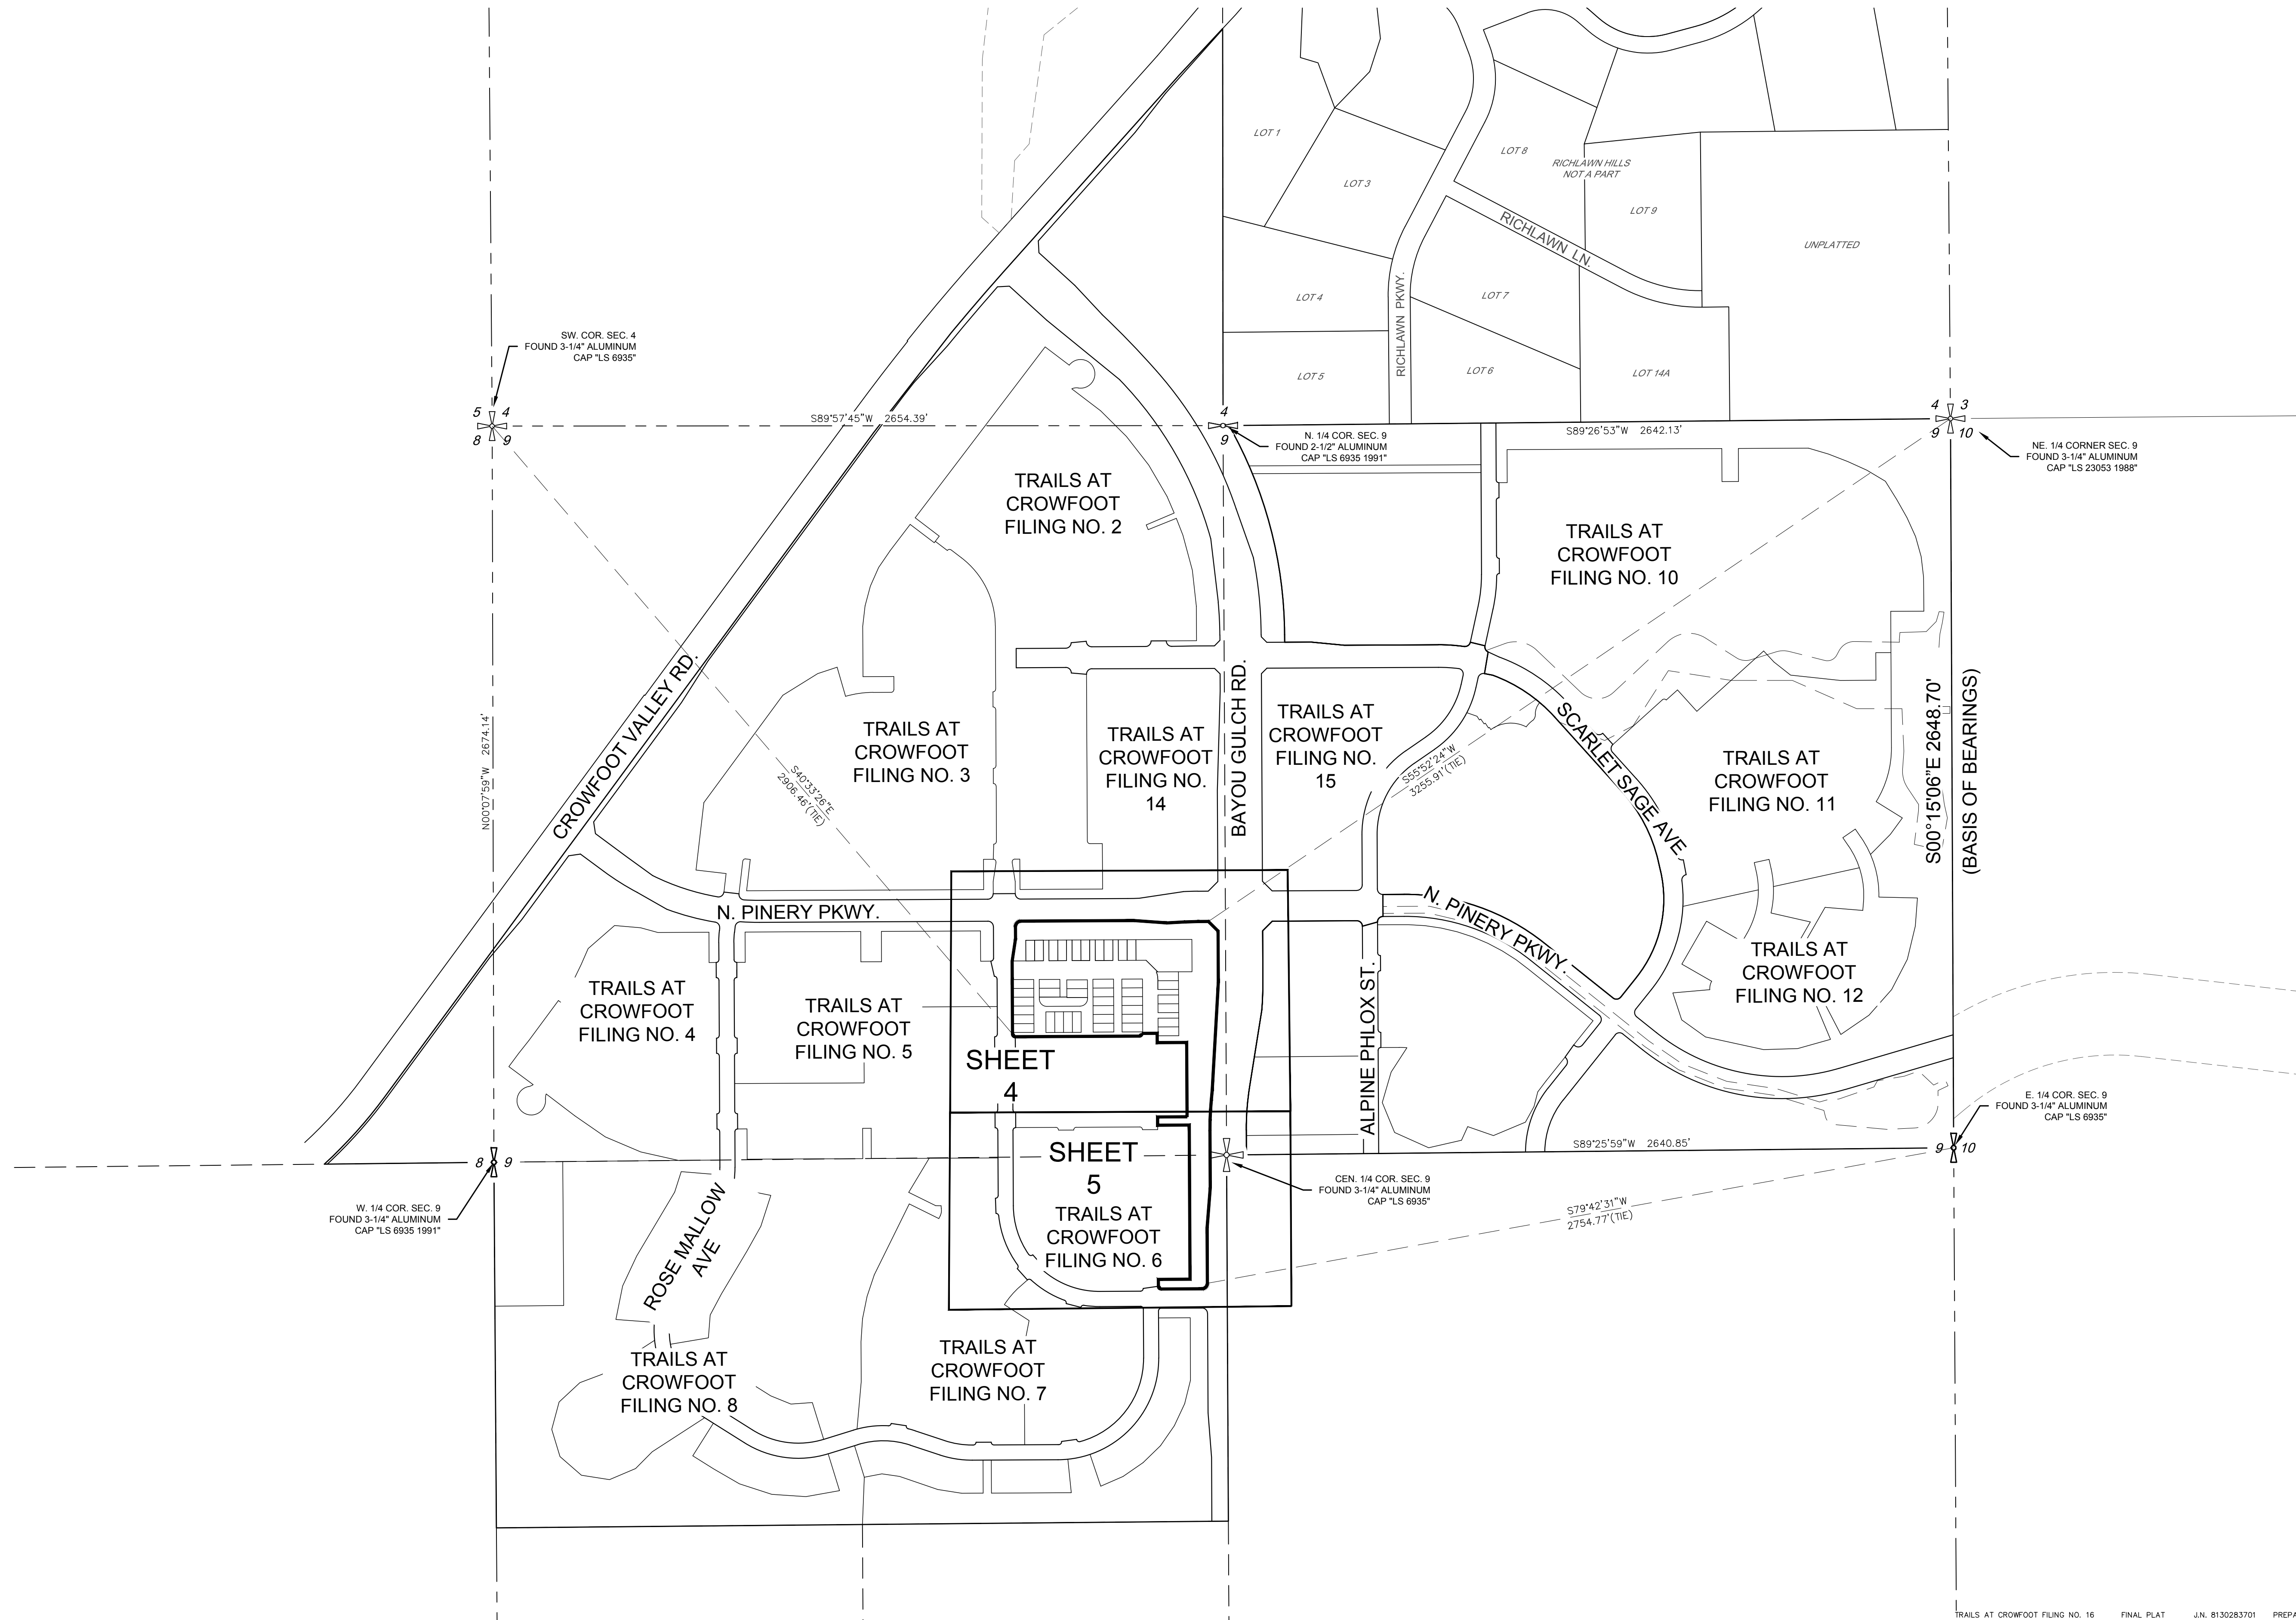 LOT 1
LOT 3
LOT 8
RICHLAWN HILLS
NOT A PART
LOT 9
UNPLATTED
RICHLAWN LN.
LOT 4
LOT 7
RICHLAWN PKWY.
LOT 5
LOT 6
LOT 14A
SW. COR. SEC. 4
FOUND 3-1/4" ALUMINUM
CAP "LS 6935"
5 4
8 9
S89°57'45"W 2654.39'
4
9
N. 1/4 COR. SEC. 9
FOUND 2-1/2" ALUMINUM
CAP "LS 6935 1991"
S89°26'53"W 2642.13'
4 3
9 10
NE. 1/4 CORNER SEC. 9
FOUND 3-1/4" ALUMINUM
CAP "LS 23053 1988"
TRAILS AT
CROWFOOT
FILING NO. 2
TRAILS AT
CROWFOOT
FILING NO. 10
N00°07'59"W 2674.14'
CROWFOOT VALLEY RD.
S40°33'26"E
2906.46'(TIE)
TRAILS AT
CROWFOOT
FILING NO. 3
TRAILS AT
CROWFOOT
FILING NO.
14
BAYOU GULCH RD.
TRAILS AT
CROWFOOT
FILING NO.
15
S55°52'24"W
3255.91'(TIE)
SCARLET SAGE AVE.
TRAILS AT
CROWFOOT
FILING NO. 11
S00°15'06"E 2648.70'
(BASIS OF BEARINGS)
N. PINERY PKWY.
N. PINERY PKWY.
TRAILS AT
CROWFOOT
FILING NO. 12
TRAILS AT
CROWFOOT
FILING NO. 4
TRAILS AT
CROWFOOT
FILING NO. 5
SHEET
4
ALPINE PHLOX ST.
E. 1/4 COR. SEC. 9
FOUND 3-1/4" ALUMINUM
CAP "LS 6935"
S89°25'59"W 2640.85'
9 10
8 9
W. 1/4 COR. SEC. 9
FOUND 3-1/4" ALUMINUM
CAP "LS 6935 1991"
SHEET
5
TRAILS AT
CROWFOOT
FILING NO. 6
CEN. 1/4 COR. SEC. 9
FOUND 3-1/4" ALUMINUM
CAP "LS 6935"
S79°42'31"W
2754.77'(TIE)
ROSE MALLOW
AVE
TRAILS AT
CROWFOOT
FILING NO. 8
TRAILS AT
CROWFOOT
FILING NO. 7
TRAILS AT CROWFOOT FILING NO. 16 FINAL PLAT J.N. 8130283701